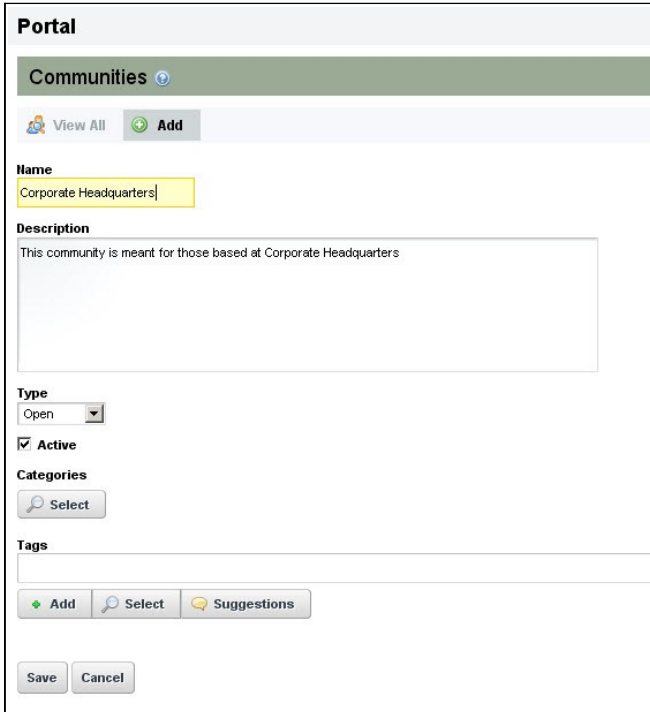 Portal
Communities
View All Add
Name
Corporate Headquarters
Description
This community is meant for those based at Corporate Headquarters
Type
Open
Active
Categories
Select
Tags
Add Select Suggestions
Save Cancel